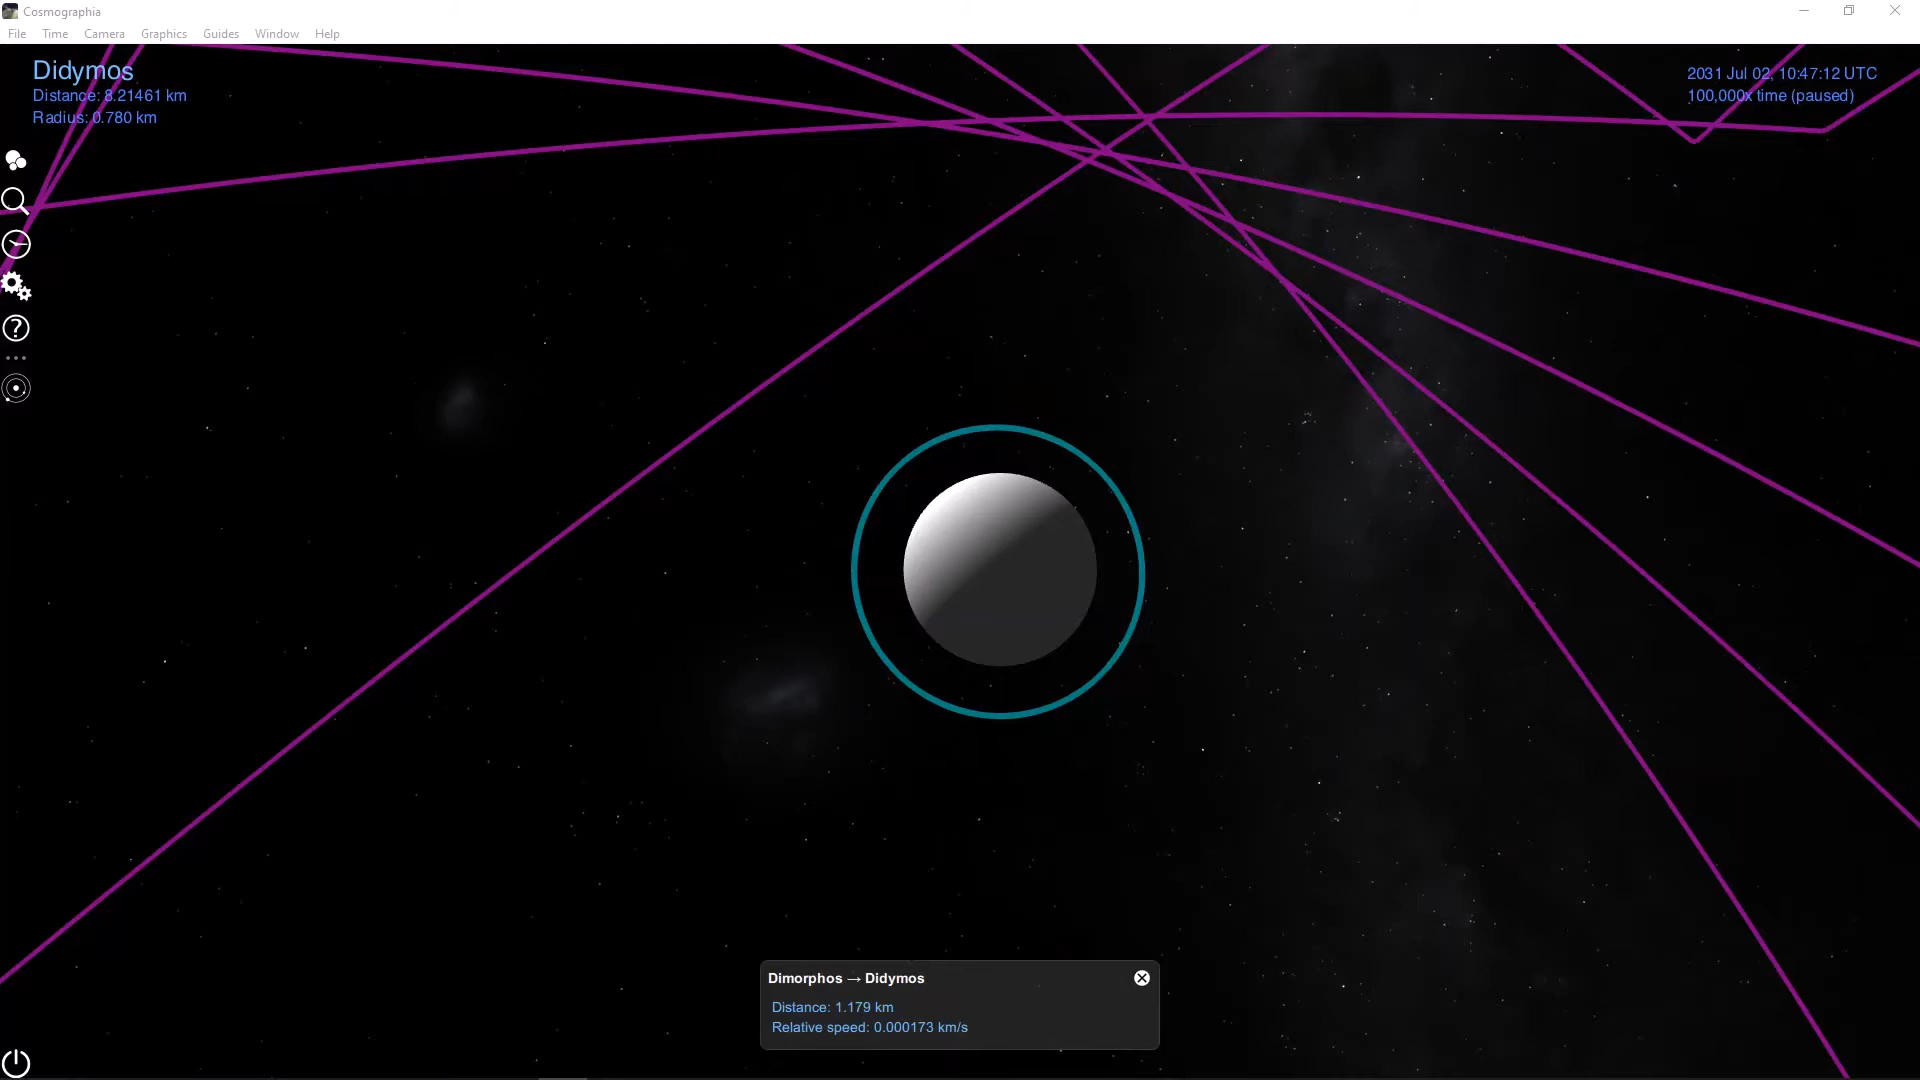 Cosmographia
File Time Camera Graphics Guides Window Help
Didymos
Distance: 8.21461 km
Radius: 0.780 km
2031 Jul 02, 10:47:12 UTC
100,000x time (paused)
Dimorphos → Didymos
Distance: 1.179 km
Relative speed: 0.000173 km/s